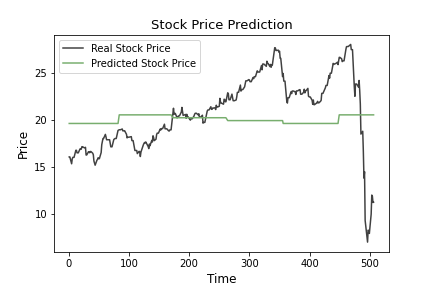 Stock Price Prediction
Real Stock Price
Predicted Stock Price
25
20
15
10
Price
0 100 200 300 400 500
Time